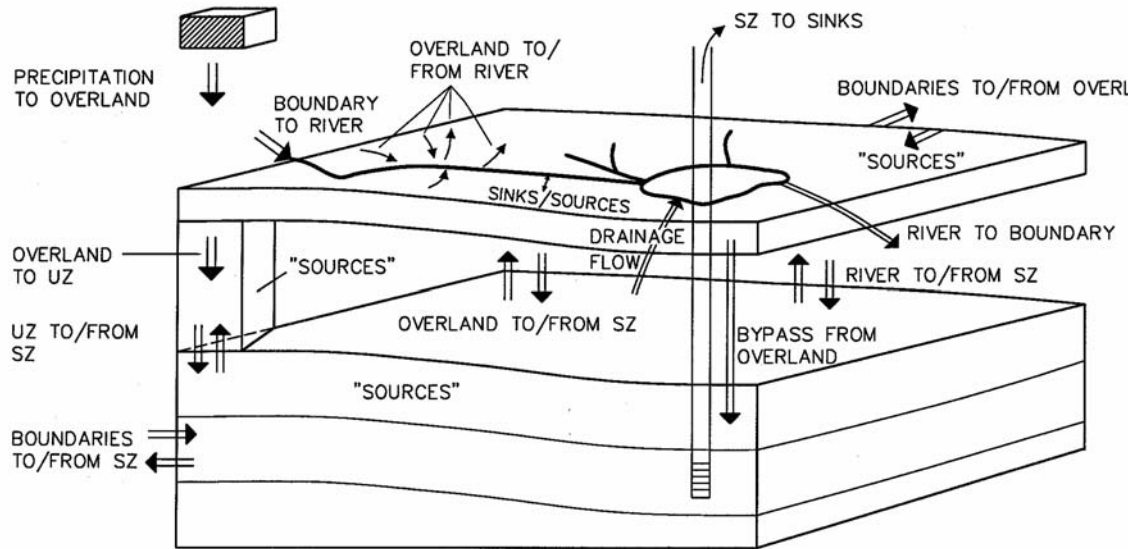 SZ TO SINKS
OVERLAND TO/
FROM RIVER
PRECIPITATION
TO OVERLAND
BOUNDARY
TO RIVER
BOUNDARIES TO/FROM OVERL
"SOURCES"
SINKS/SOURCES
DRAINAGE
FLOW
RIVER TO BOUNDARY
OVERLAND
TO UZ
"SOURCES"
RIVER TO/FROM SZ
UZ TO/FROM
SZ
OVERLAND TO/FROM SZ
BYPASS FROM
OVERLAND
"SOURCES"
BOUNDARIES
TO/FROM SZ